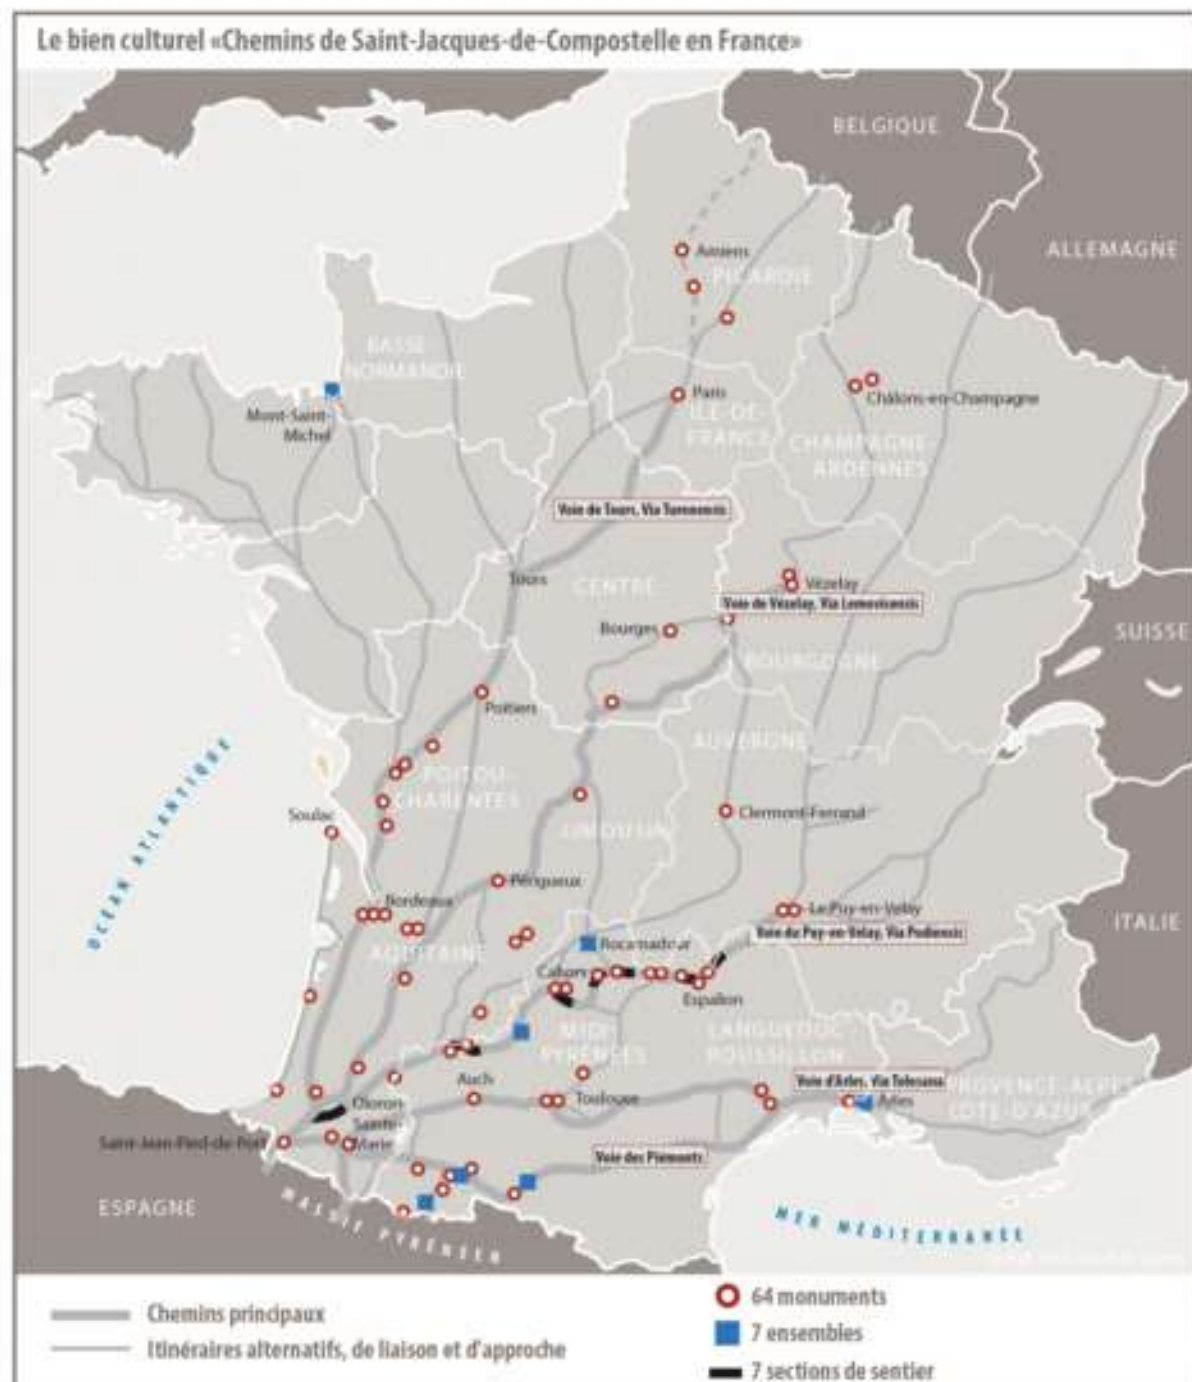 Le bien culturel «Chemins de Saint-Jacques-de-Compostelle en France»
BELGIQUE
ALLEMAGNE
Amiens
PICARDIE
BASSE
NORMANDIE
Mont-Saint-
Michel
Paris
ILE DE
FRANCE
Châlons-en-Champagne
CHAMPAGNE-
ARDENNES
Voie de Tours, Via Turonensis
Tours
CENTRE
Vézelay
Voie de Vézelay, Via Lemovicensis
Bourges
BOURGOGNE
SUISSE
Poitiers
AUVERGNE
POITOU-
CHARENTES
OCÉAN ATLANTIQUE
Soulac
LIMOUSIN
Clermont-Ferrand
Périgueux
Bordeaux
Le Puy-en-Velay
ITALIE
Voie du Puy-en-Velay, Via Podiensis
AQUITAINE
Rocamadour
Cahors
Espalion
MIDI-
PYRÉNÉES
LANGUEDOC
ROUSSILLON
Auch
Voie d'Arles, Via Tolosana
PROVENCE-ALPES
CÔTE-D'AZUR
Toulouse
Arles
Oloron-
Sainte-
Marie
Saint-Jean-Pied-de-Port
Voie des Piémonts
ESPAGNE
MASSIF PYRÉNÉEN
MER MÉDITERRANÉE
Chemins principaux
Itinéraires alternatifs, de liaison et d'approche
64 monuments
7 ensembles
7 sections de sentier